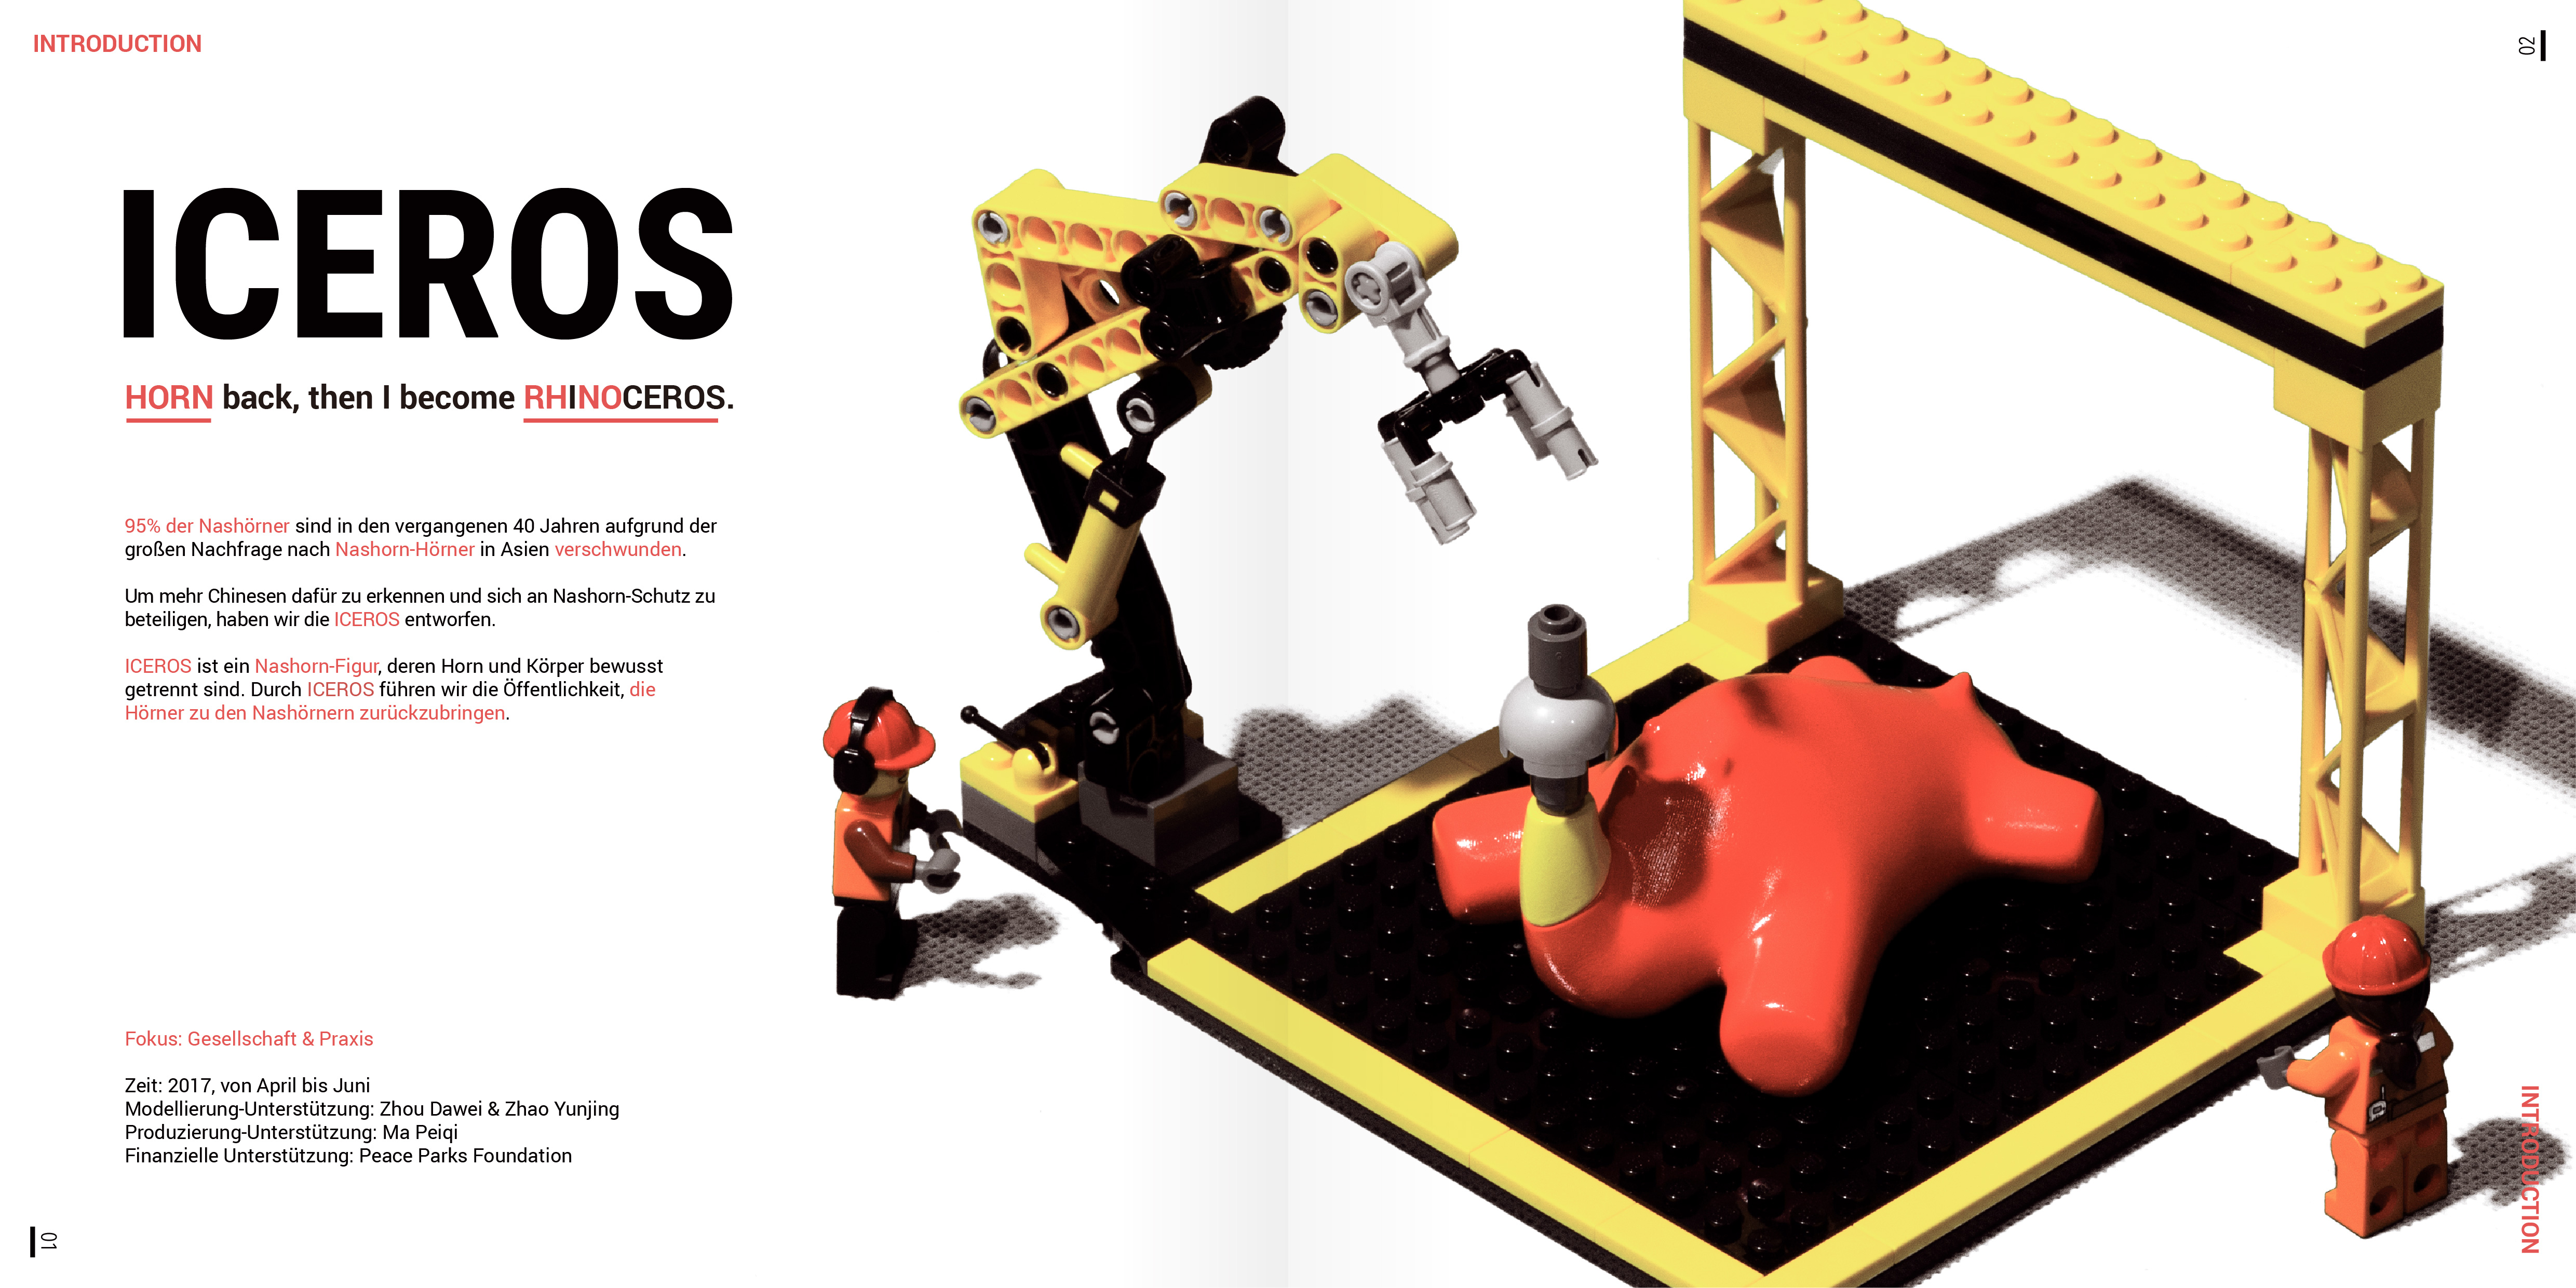 INTRODUCTION
ICEROS
HORN back, then I become RHINOCEROS.
95% der Nashörner sind in den vergangenen 40 Jahren aufgrund der
großen Nachfrage nach Nashorn-Hörner in Asien verschwunden.
Um mehr Chinesen dafür zu erkennen und sich an Nashorn-Schutz zu
beteiligen, haben wir die ICEROS entworfen.
ICEROS ist ein Nashorn-Figur, deren Horn und Körper bewusst
getrennt sind. Durch ICEROS führen wir die Öffentlichkeit, die
Hörner zu den Nashörnern zurückzubringen.
Fokus: Gesellschaft & Praxis
Zeit: 2017, von April bis Juni
Modellierung-Unterstützung: Zhou Dawei & Zhao Yunjing
Produzierung-Unterstützung: Ma Peiqi
Finanzielle Unterstützung: Peace Parks Foundation
01
02
INTRODUCTION